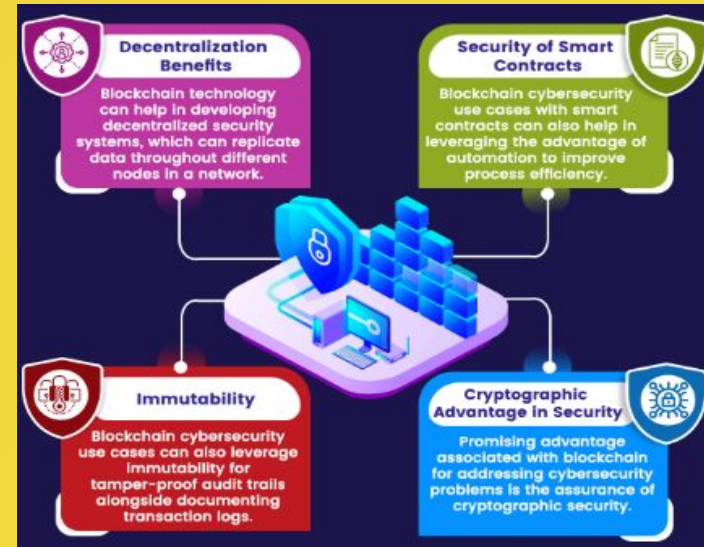 Decentralization
Benefits
Blockchain technology
can help in developing
decentralized security
systems, which can replicate
data throughout different
nodes in a network.
Security of Smart
Contracts
Blockchain cybersecurity
use cases with smart
contracts can also help in
leveraging the advantage of
automation to improve
process efficiency.
Immutability
Blockchain cybersecurity
use cases can also leverage
immutability for
tamper-proof audit trails
alongside documenting
transaction logs.
Cryptographic
Advantage in Security
Promising advantage
associated with blockchain
for addressing cybersecurity
problems is the assurance of
cryptographic security.